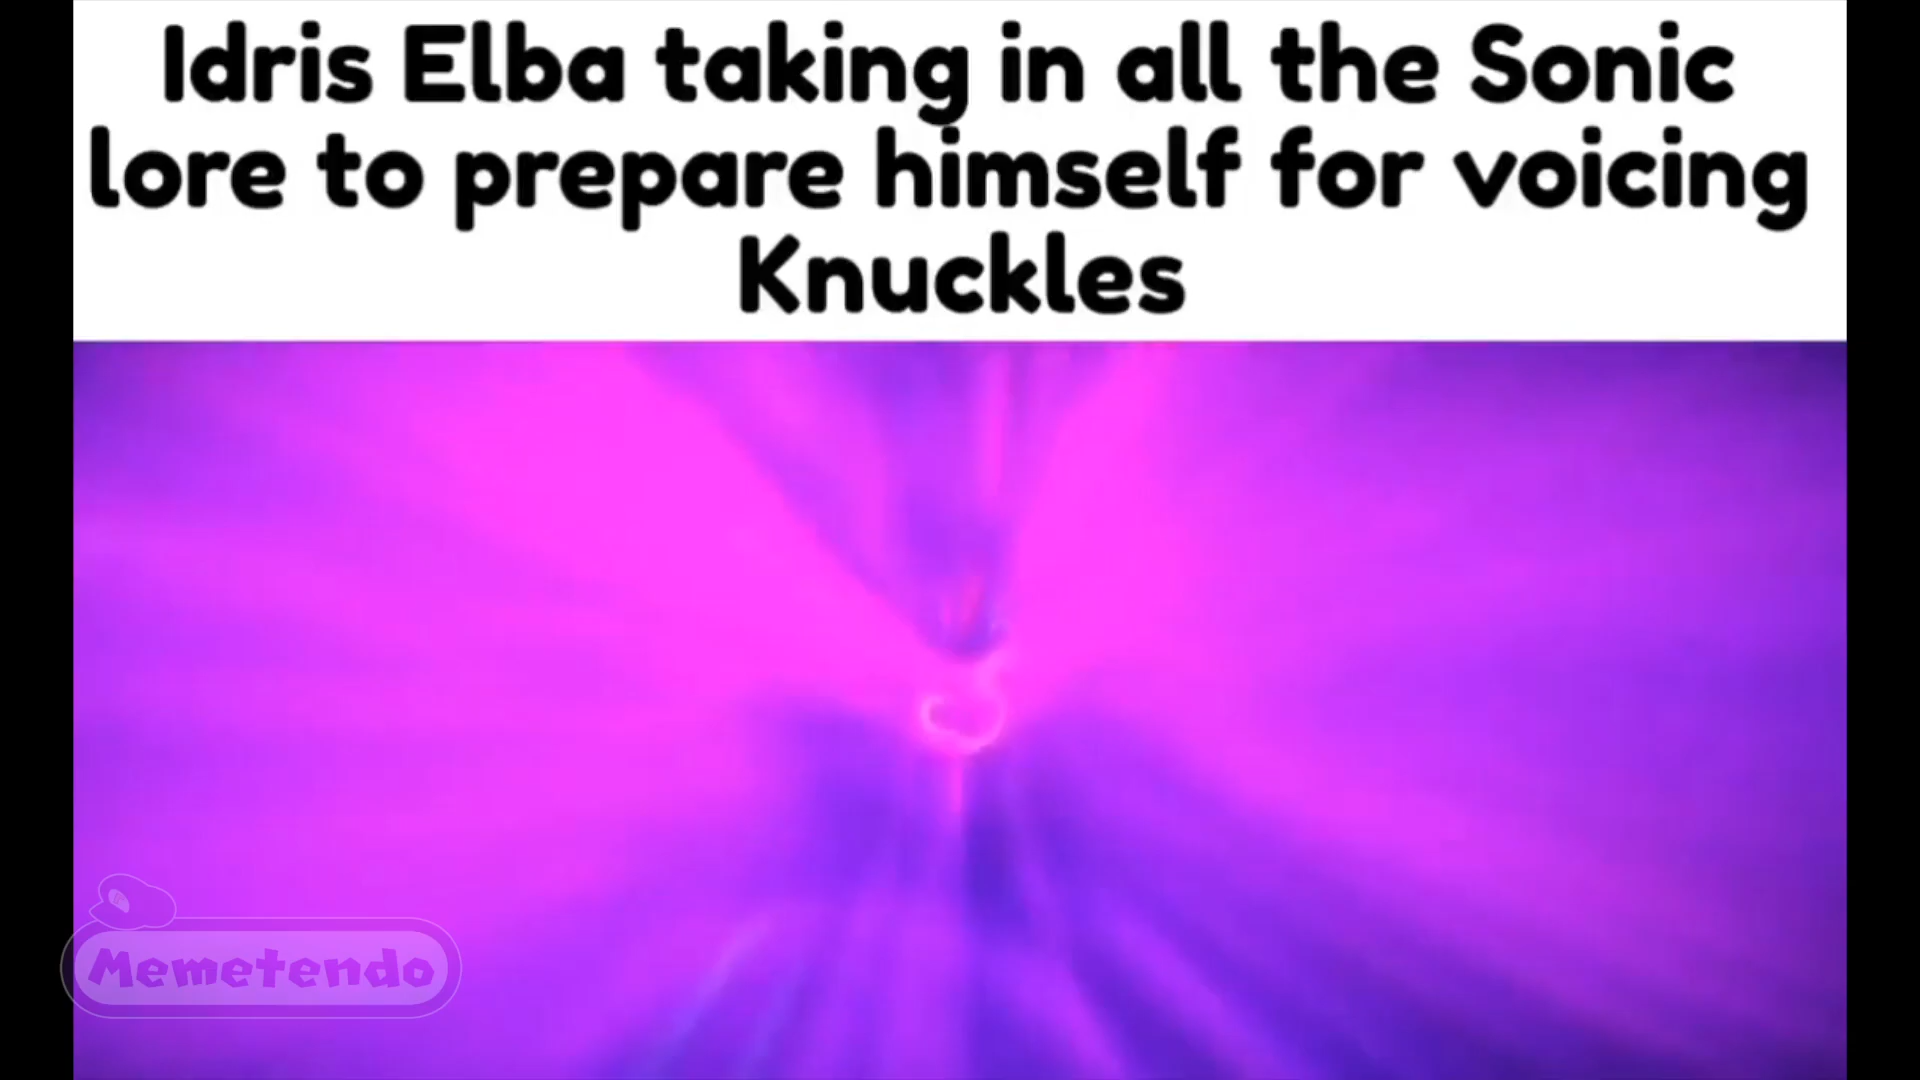 Idris Elba taking in all the Sonic
lore to prepare himself for voicing
Knuckles
Memetendo